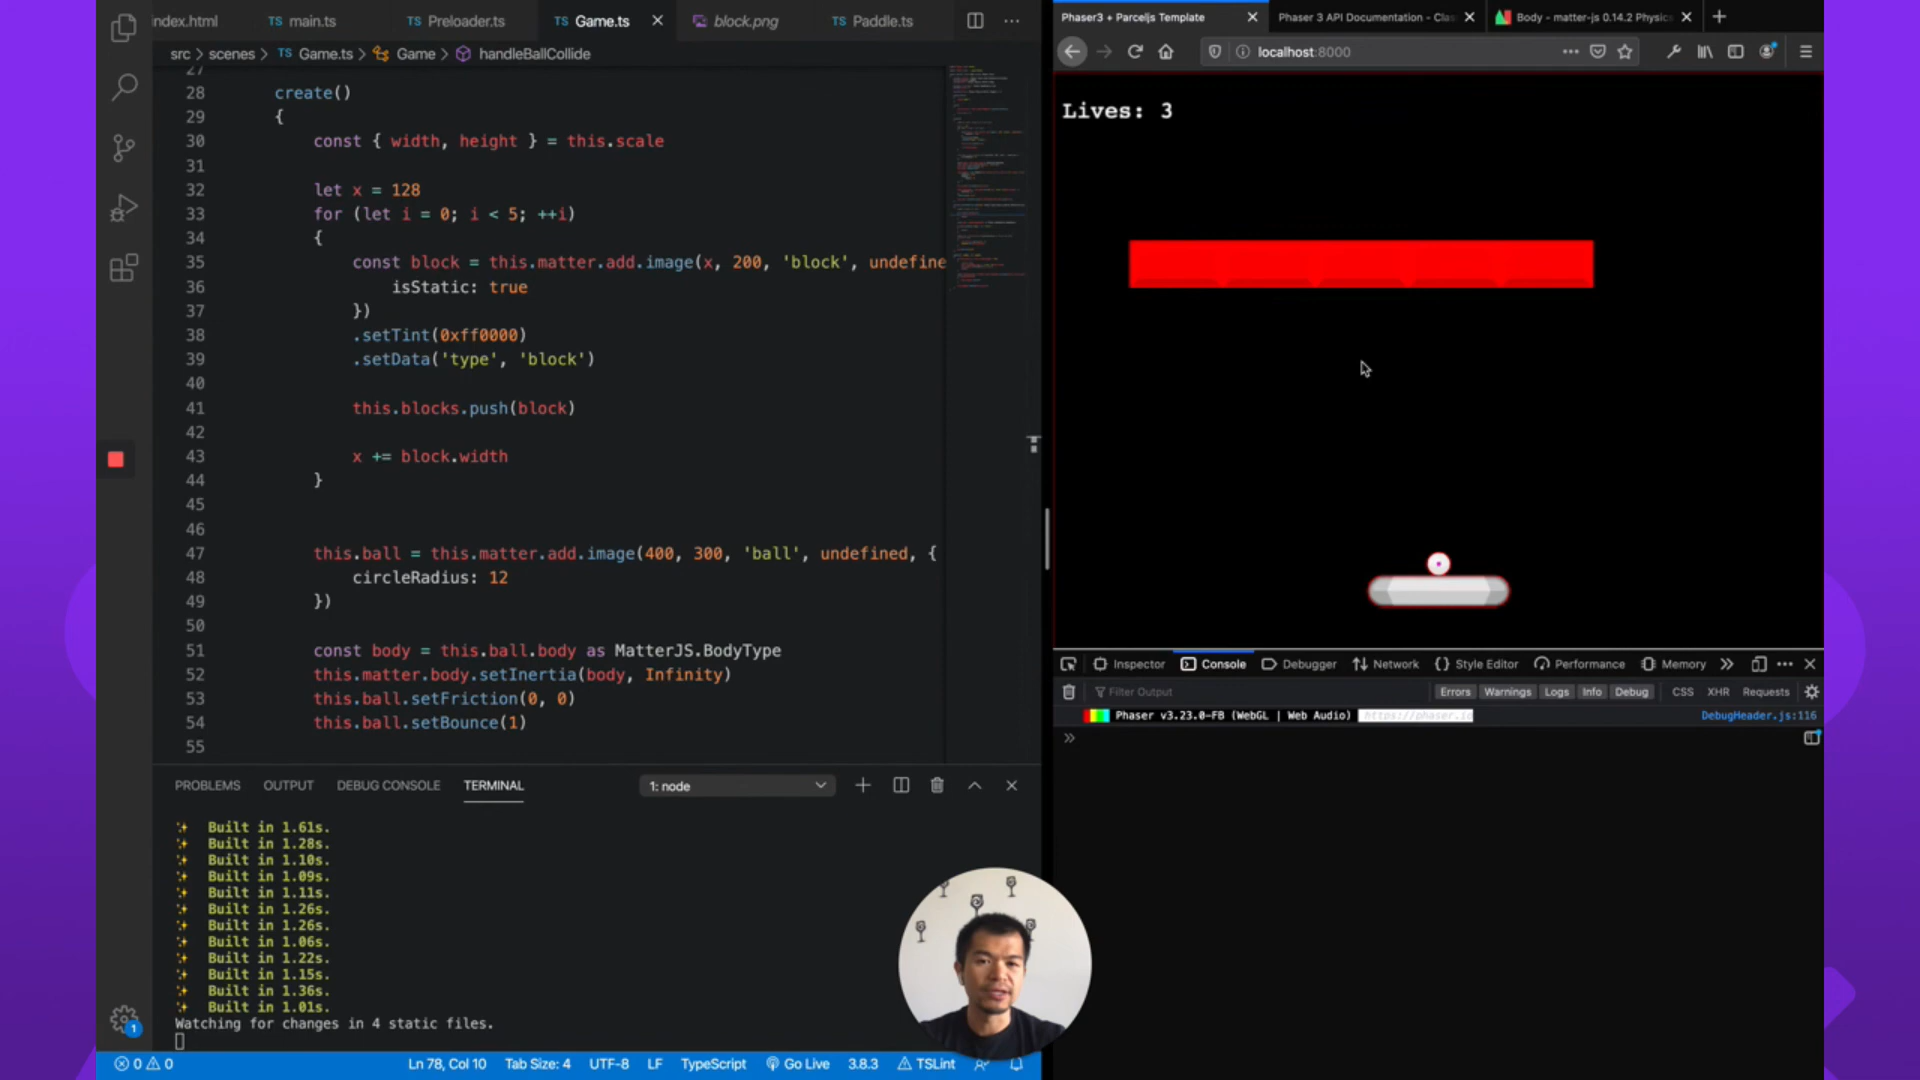 index.html
main.ts
Preloader.ts
Game.ts
block.png
Paddle.ts
src > scenes > TS Game.ts > Game > handleBallCollide
27
28 create()
29 {
30 const { width, height } = this.scale
31
32 let x = 128
33 for (let i = 0; i < 5; ++i)
34 {
35 const block = this.matter.add.image(x, 200, 'block', undefine
36 isStatic: true
37 })
38 .setTint(0xff0000)
39 .setData('type', 'block')
40
41 this.blocks.push(block)
42
43 x += block.width
44 }
45
46
47 this.ball = this.matter.add.image(400, 300, 'ball', undefined, {
48 circleRadius: 12
49 })
50
51 const body = this.ball.body as MatterJS.BodyType
52 this.matter.body.setInertia(body, Infinity)
53 this.ball.setFriction(0, 0)
54 this.ball.setBounce(1)
55
PROBLEMS OUTPUT DEBUG CONSOLE TERMINAL 1: node
Built in 1.61s.
Built in 1.28s.
Built in 1.10s.
Built in 1.09s.
Built in 1.11s.
Built in 1.26s.
Built in 1.26s.
Built in 1.06s.
Built in 1.22s.
Built in 1.15s.
Built in 1.36s.
Built in 1.01s.
Watching for changes in 4 static files.
1
0 0 Ln 78, Col 10 Tab Size: 4 UTF-8 LF TypeScript Go Live 3.8.3 TSLint
Phaser3 + Parceljs Template
Phaser 3 API Documentation - Clas
Body - matter-js 0.14.2 Physics
localhost:8000
Lives: 3
Inspector Console Debugger Network Style Editor Performance Memory
Filter Output Errors Warnings Logs Info Debug CSS XHR Requests
Phaser v3.23.0-FB (WebGL | Web Audio) https://phaser.io DebugHeader.js:116